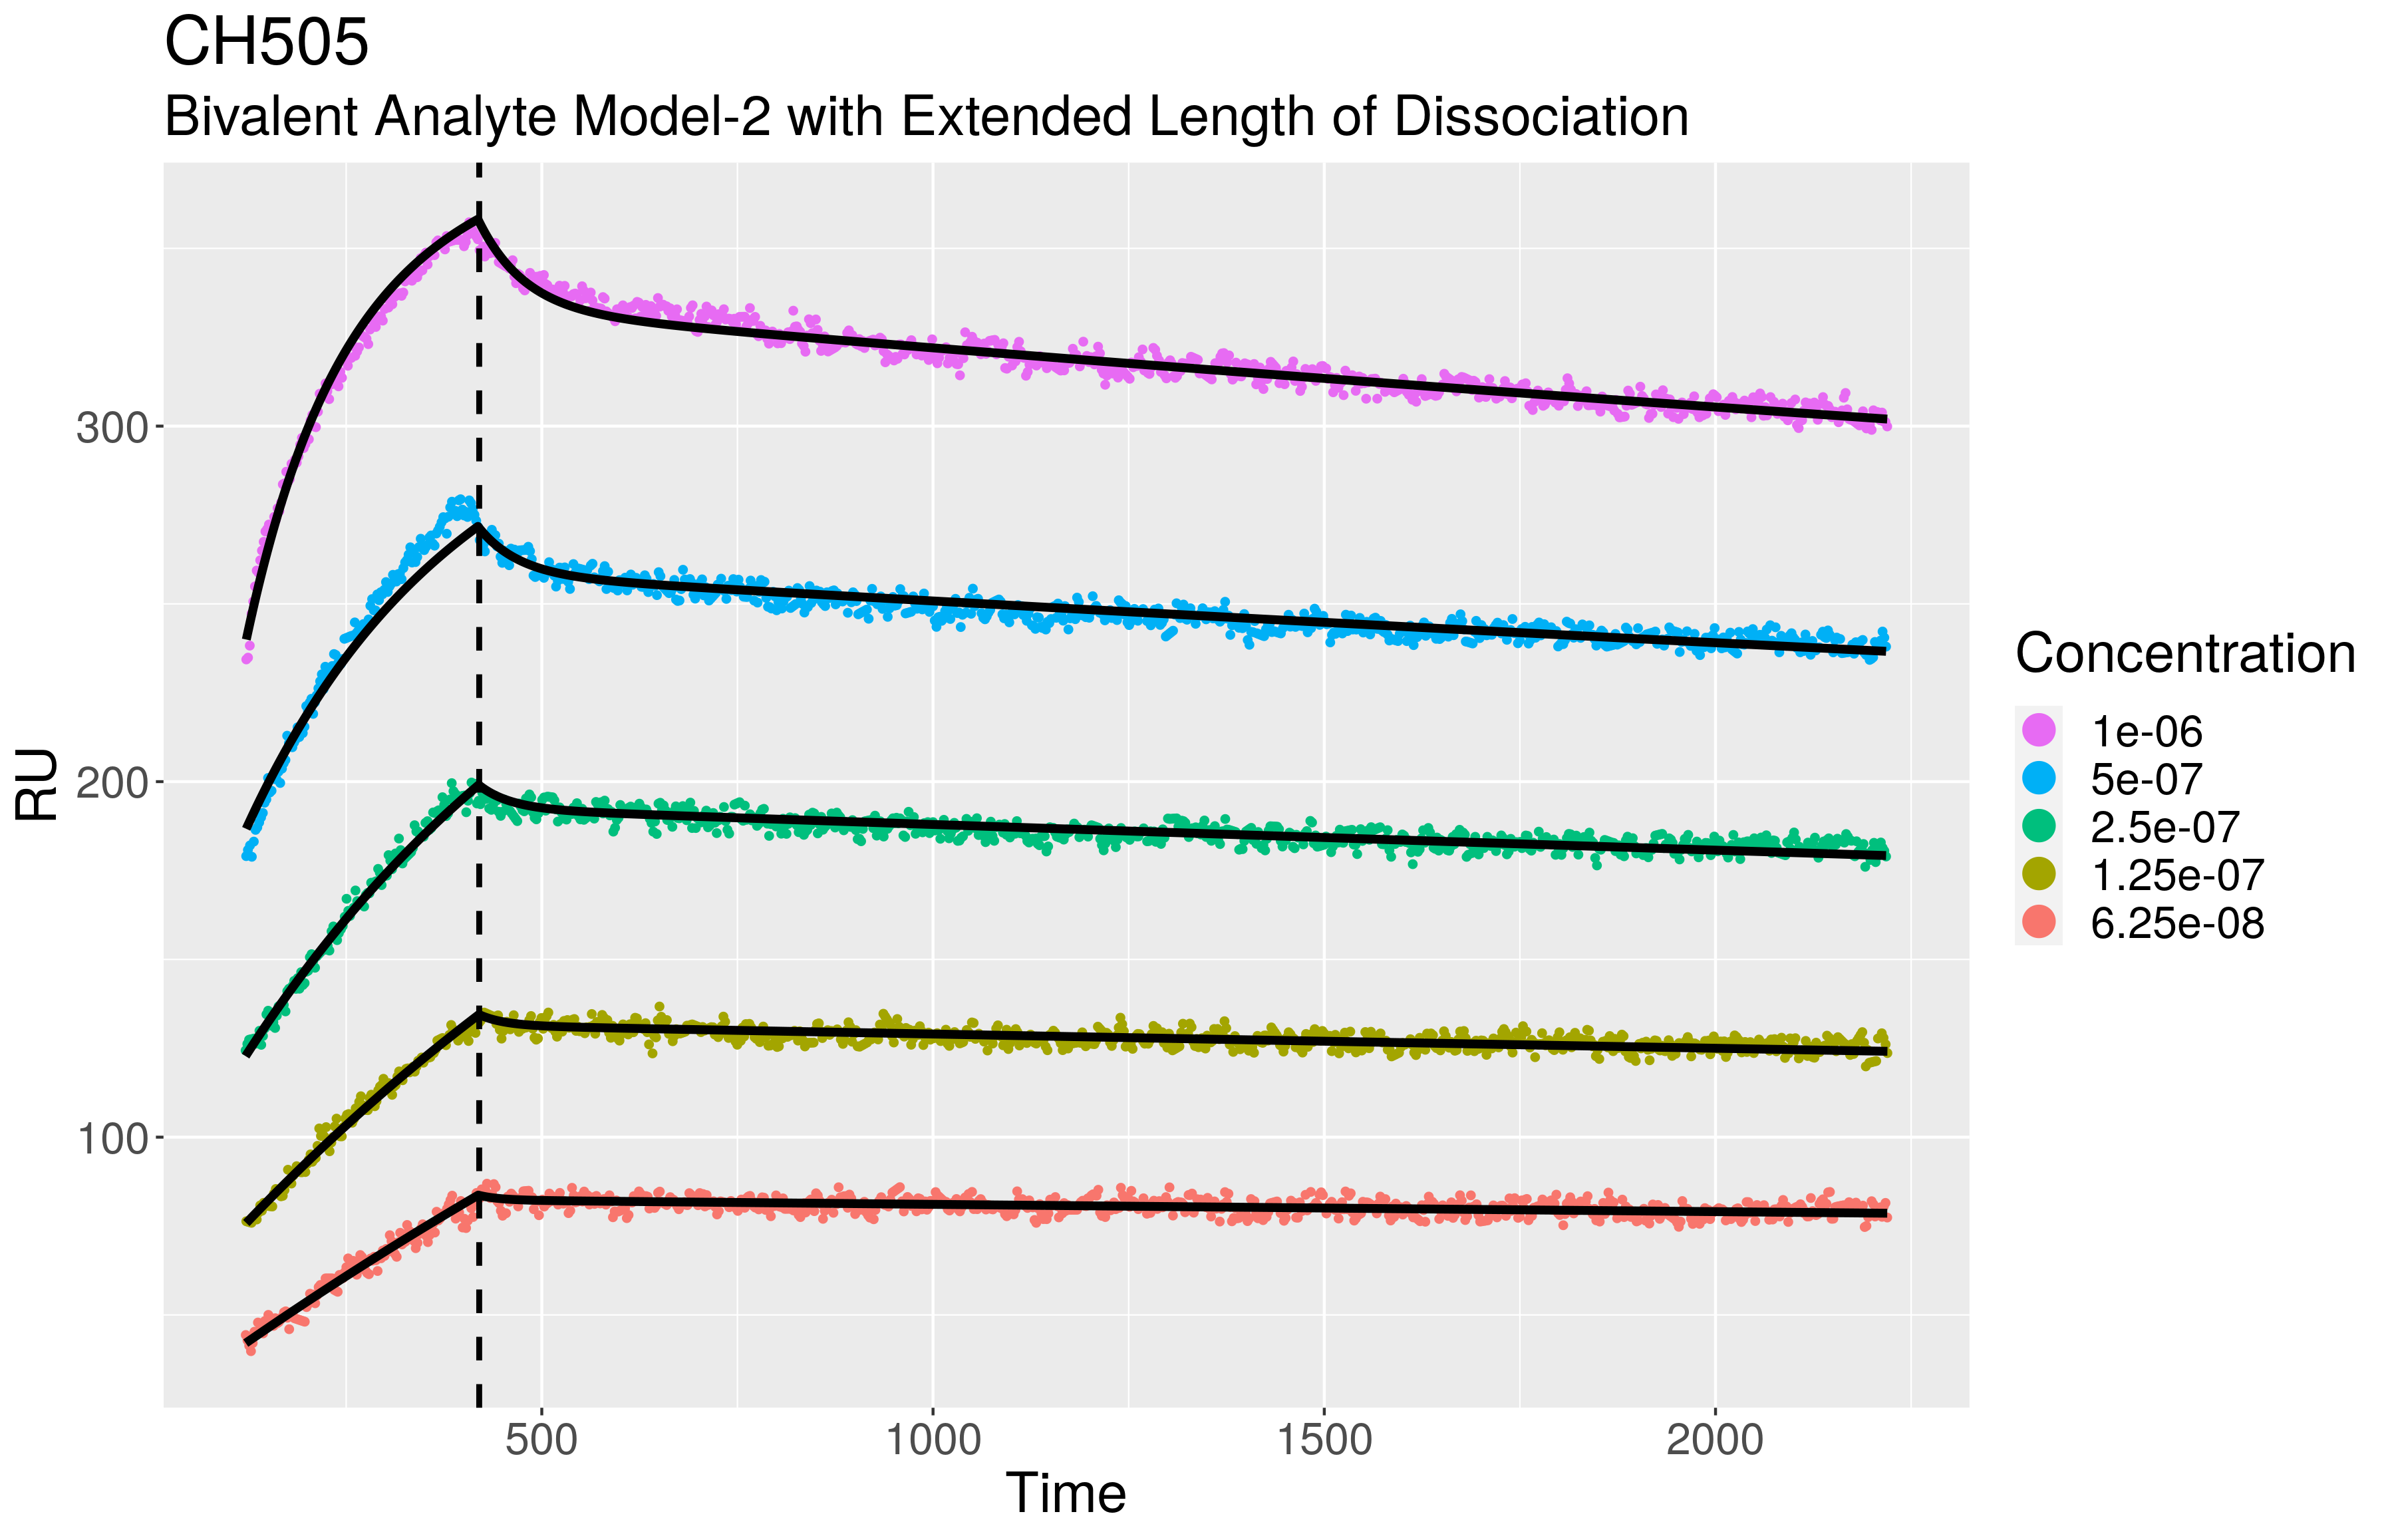 CH505
Bivalent Analyte Model-2 with Extended Length of Dissociation
RU
300
200
100
500
1000
1500
2000
Time
Concentration
1e-06
5e-07
2.5e-07
1.25e-07
6.25e-08